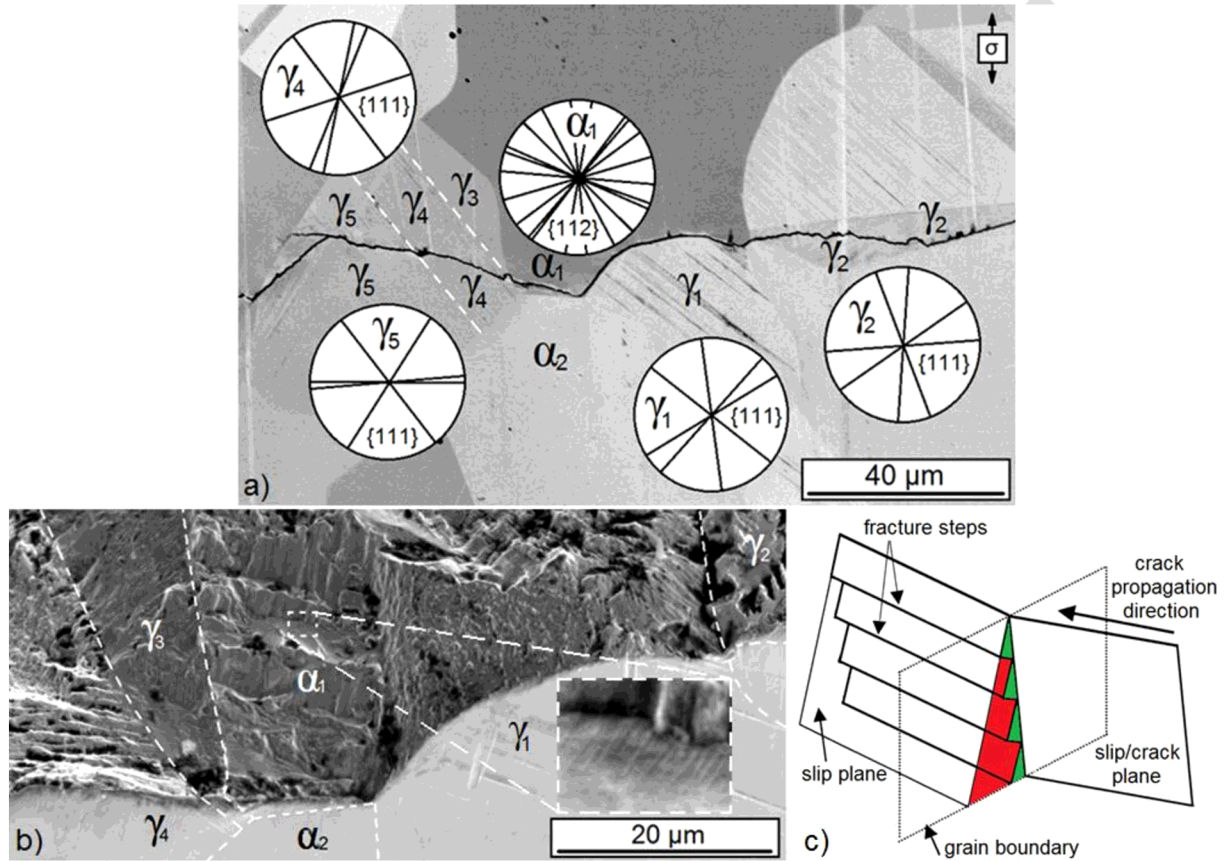 σ
γ4
{111}
α1
{112}
γ3
γ4
γ5
γ2
γ2
γ5
γ4
α1
γ1
γ5
{111}
α2
γ1
{111}
γ2
{111}
a)
40 µm
γ2
γ3
α1
γ1
γ4
α2
b)
20 µm
fracture steps
crack
propagation
direction
slip plane
slip/crack
plane
grain boundary
c)